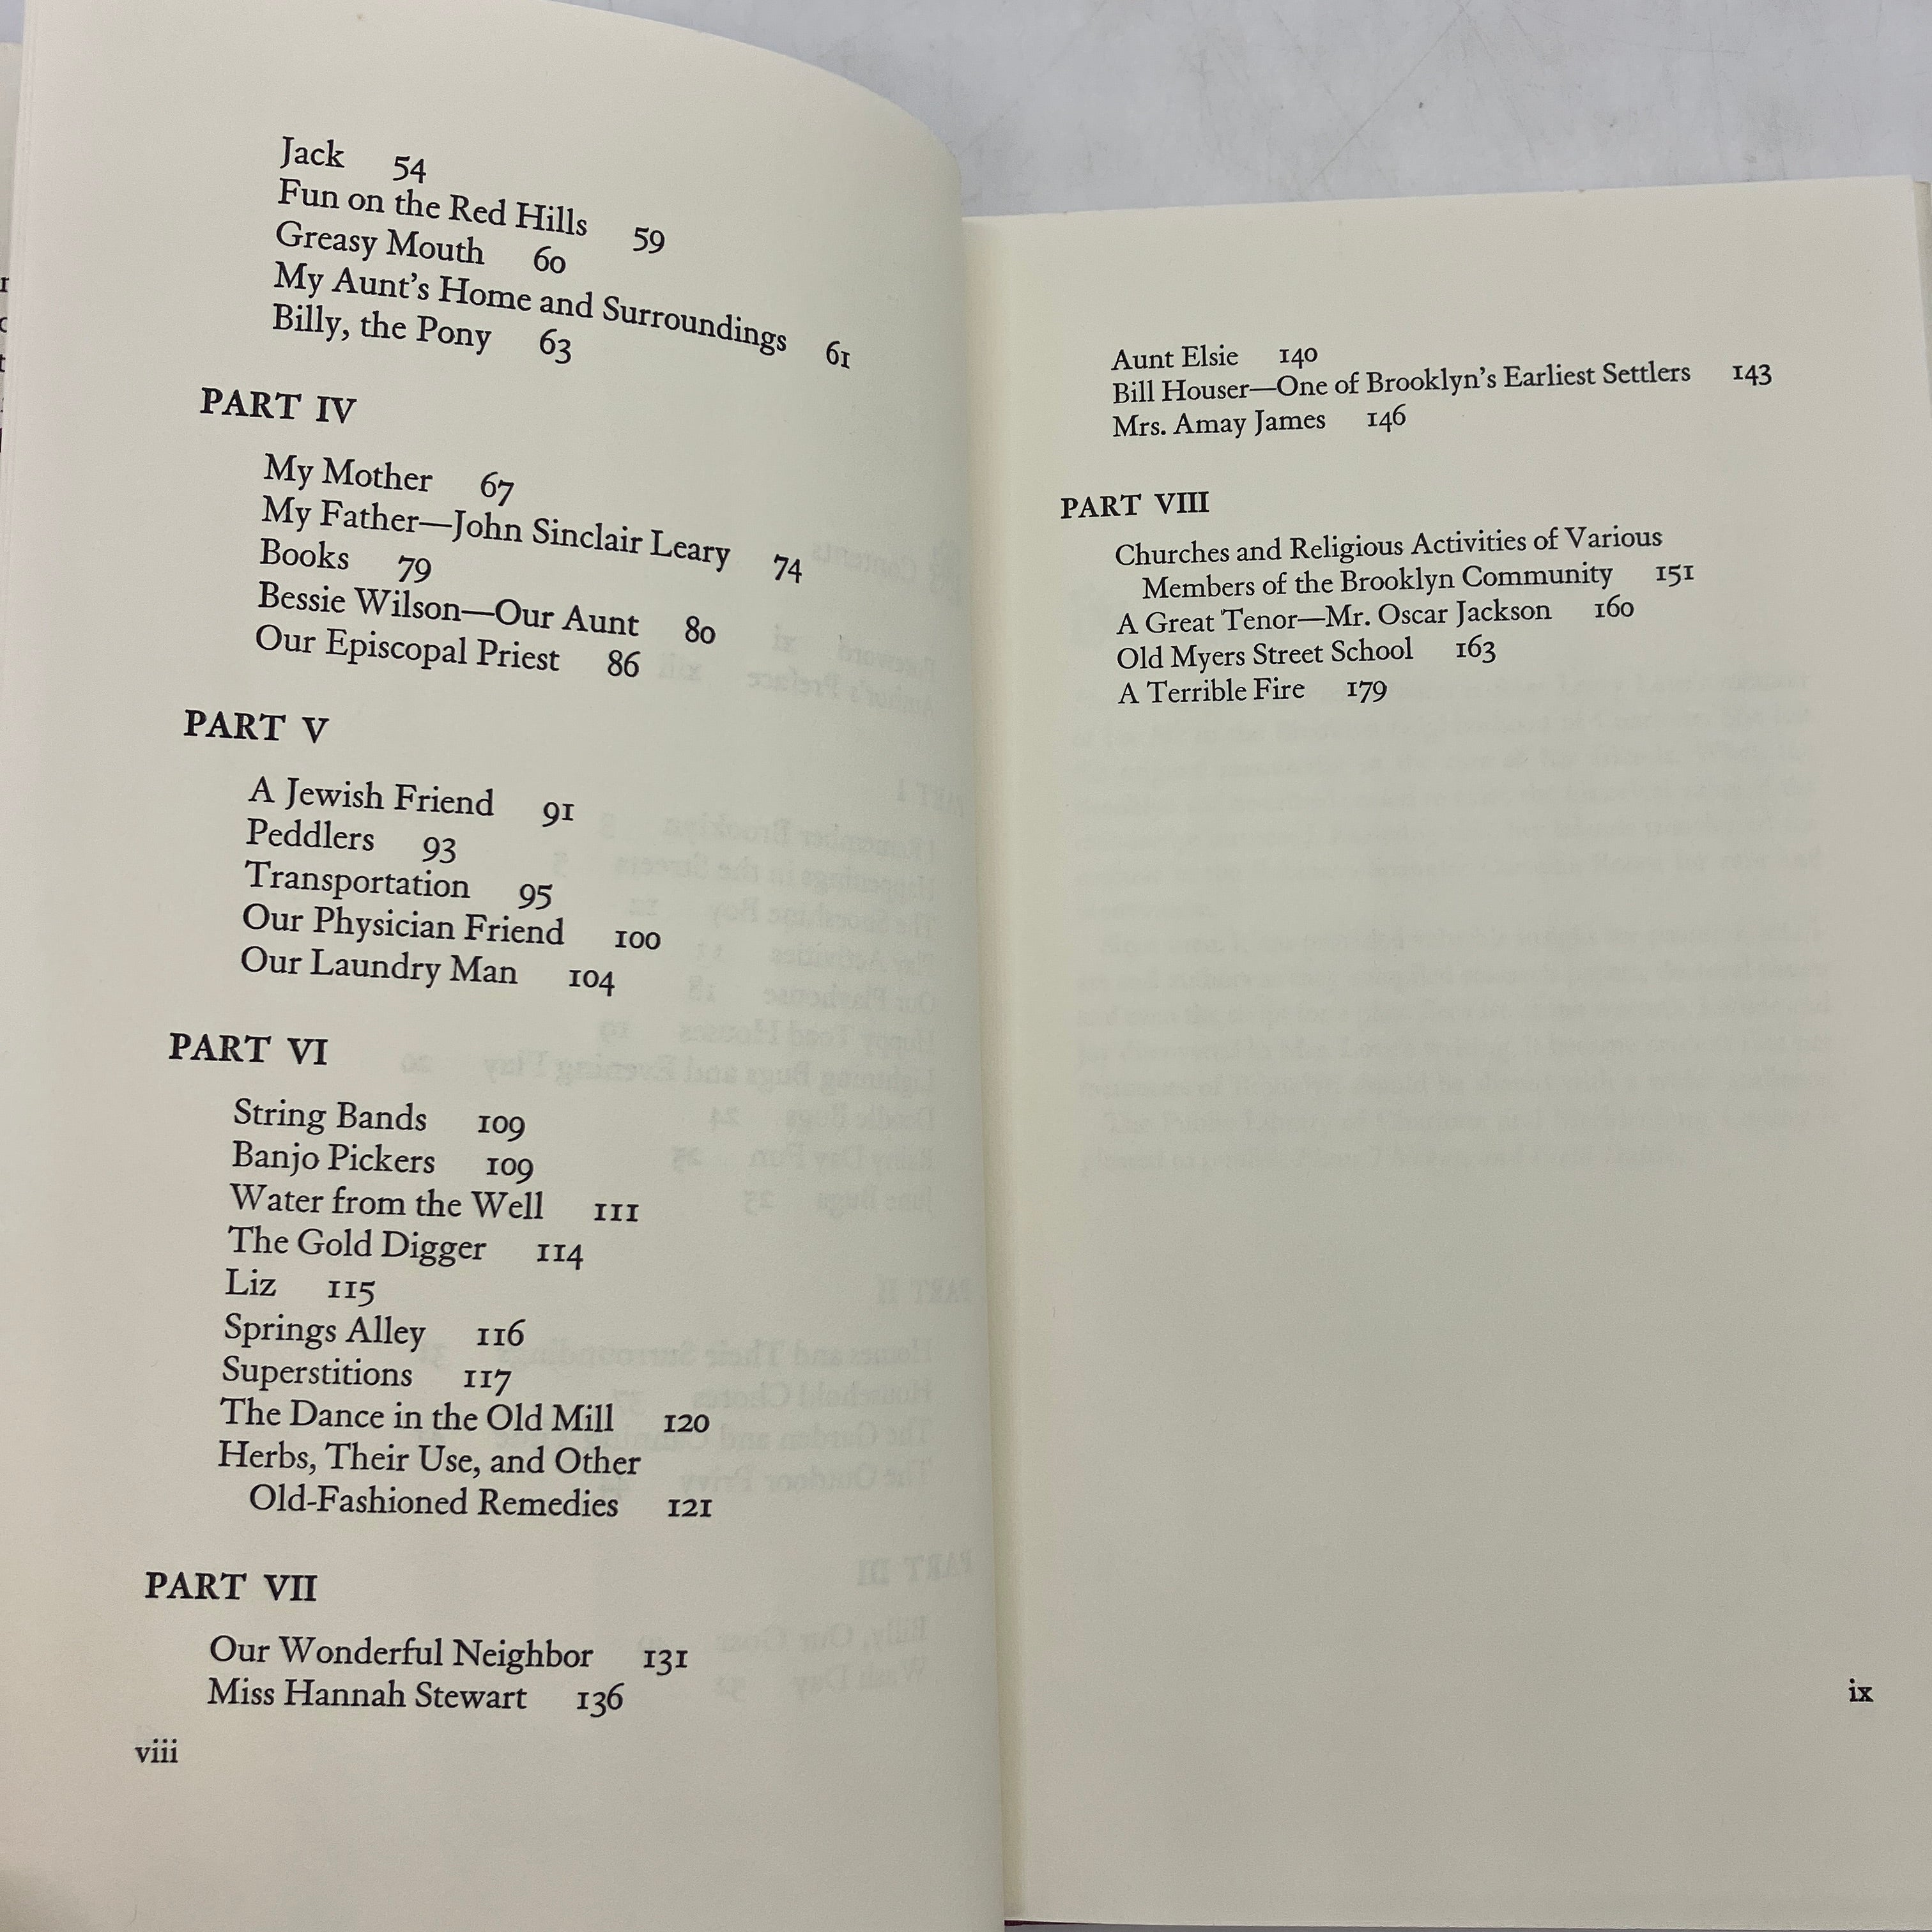 Jack 54
Fun on the Red Hills 59
Greasy Mouth 60
My Aunt's Home and Surroundings 61
Billy, the Pony 63
PART IV
My Mother 67
My Father—John Sinclair Leary 74
Books 79
Bessie Wilson—Our Aunt 80
Our Episcopal Priest 86
PART V
A Jewish Friend 91
Peddlers 93
Transportation 95
Our Physician Friend 100
Our Laundry Man 104
PART VI
String Bands 109
Banjo Pickers 109
Water from the Well 111
The Gold Digger 114
Liz 115
Springs Alley 116
Superstitions 117
The Dance in the Old Mill 120
Herbs, Their Use, and Other
Old-Fashioned Remedies 121
PART VII
Our Wonderful Neighbor 131
Miss Hannah Stewart 136
viii
Aunt Elsie 140
Bill Houser—One of Brooklyn's Earliest Settlers 143
Mrs. Amay James 146
PART VIII
Churches and Religious Activities of Various
Members of the Brooklyn Community 151
A Great Tenor—Mr. Oscar Jackson 160
Old Myers Street School 163
A Terrible Fire 179
ix